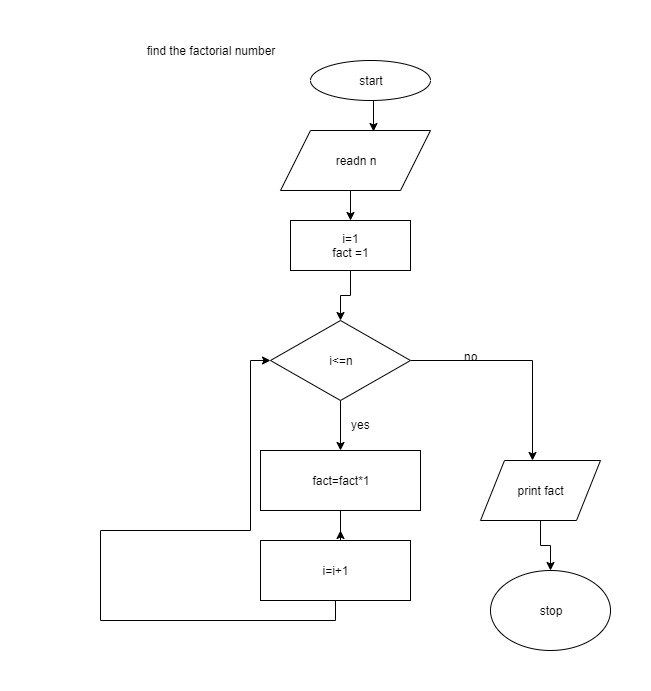 find the factorial number
start
readn n
i=1
fact =1
i<=n
no
yes
fact=fact*1
print fact
i=i+1
stop